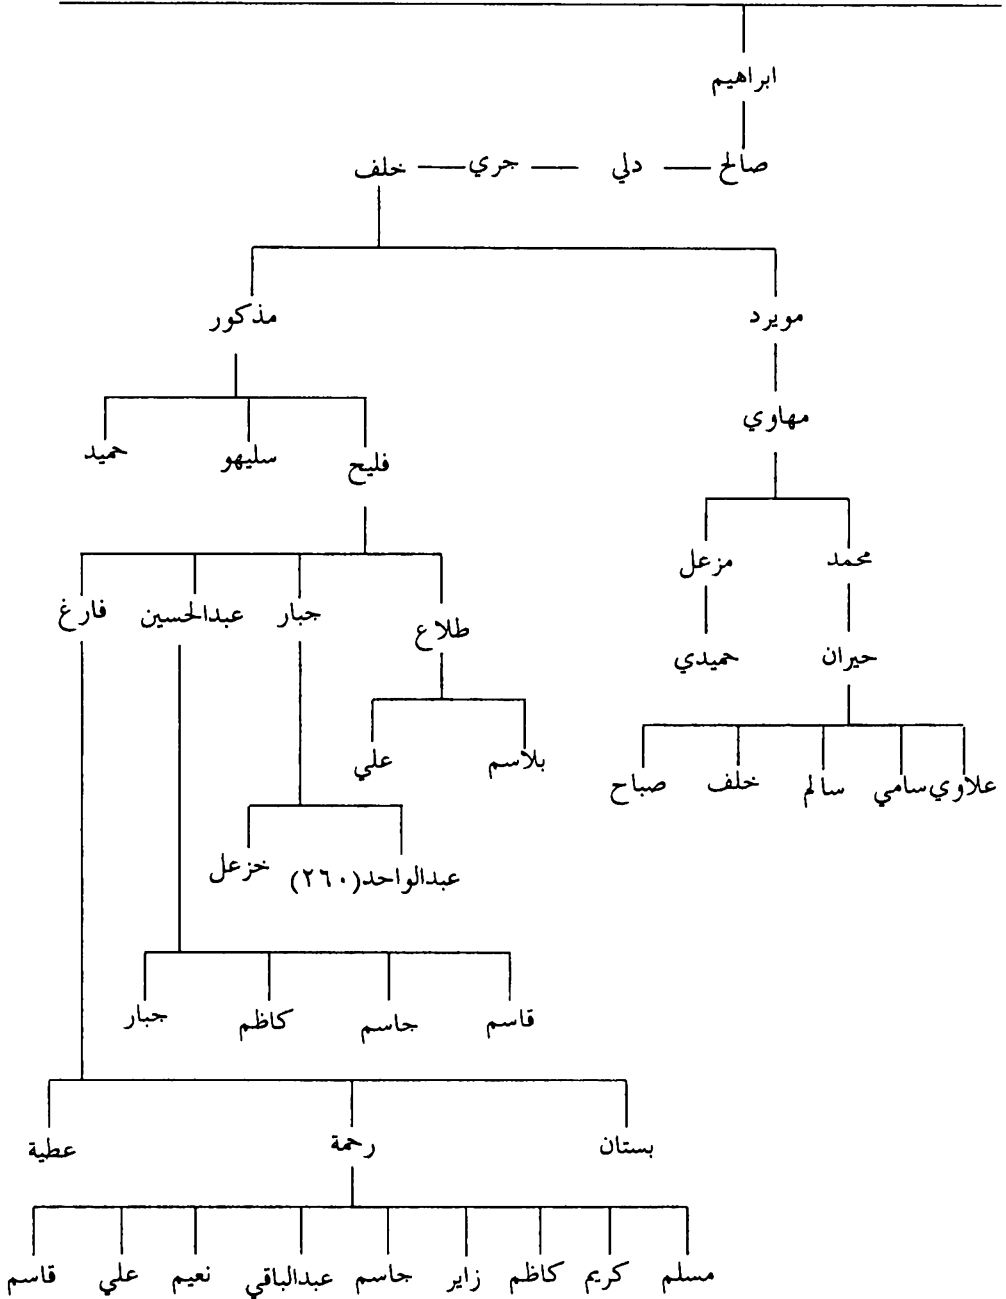 ابراهيم
صالح — دلي — جري — خلف
مويرد مذكور
مهاوي
فليح سليهو حميد
محمد مزعل
طلاع جبار عبدالحسين فارغ
حيران حميدي
علاوي سامي سالم خلف صباح
بلاسم علي
عبدالواحد(٢٦٠) خزعل
قاسم جاسم كاظم جبار
بستان رحمة عطية
مسلم كريم كاظم زاير جاسم عبدالباقي نعيم علي قاسم